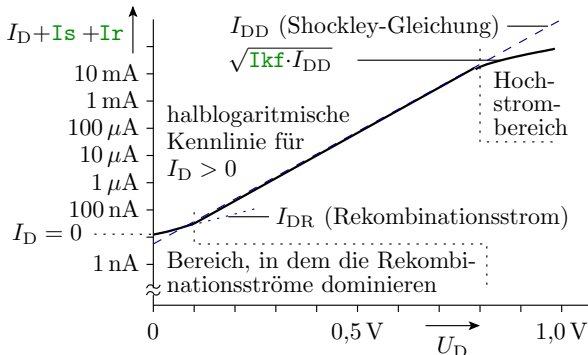 I_D+Is +Ir
I_DD (Shockley-Gleichung)
√Ikf·I_DD
10 mA
1 mA
100 μA
10 μA
1 μA
100 nA
I_D = 0
1 nA
halblogaritmische
Kennlinie für
I_D > 0
Hoch-
strom-
bereich
I_DR (Rekombinationsstrom)
Bereich, in dem die Rekombi-
nationsströme dominieren
0
0,5 V
1,0 V
U_D